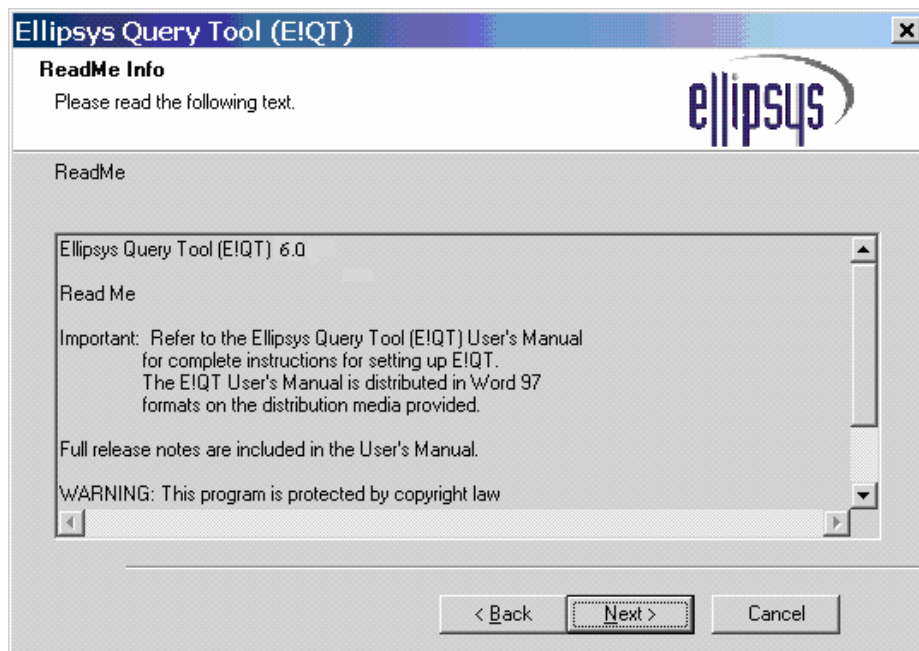 Ellipsys Query Tool (E!QT)
ReadMe Info
Please read the following text.
ellipsys
ReadMe
Ellipsys Query Tool (E!QT) 6.0
Read Me
Important: Refer to the Ellipsys Query Tool (E!QT) User's Manual
for complete instructions for setting up E!QT.
The E!QT User's Manual is distributed in Word 97
formats on the distribution media provided.
Full release notes are included in the User's Manual.
WARNING: This program is protected by copyright law
< Back
Next >
Cancel